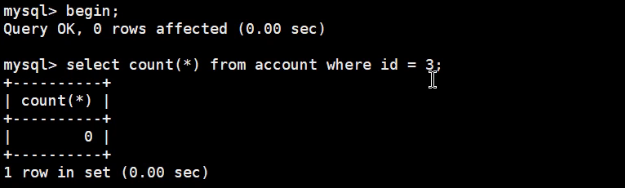 mysql> begin;
Query OK, 0 rows affected (0.00 sec)
mysql> select count(*) from account where id = 3;
+----------+
| count(*) |
+----------+
|        0 |
+----------+
1 row in set (0.00 sec)